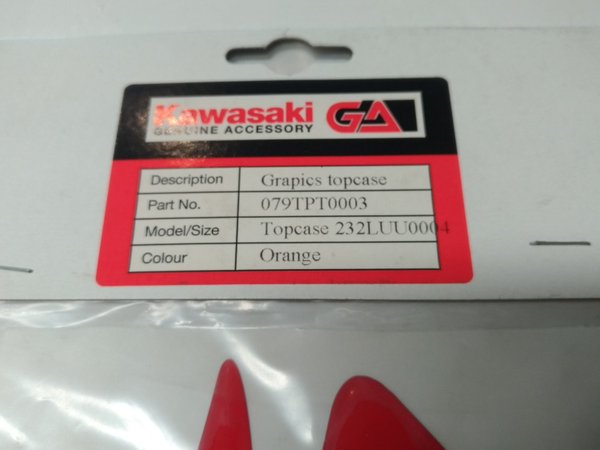 Kawasaki GA
GENUINE ACCESSORY
Description Grapics topcase
Part No. 079TPT0003
Model/Size Topcase 232LUU0004
Colour Orange